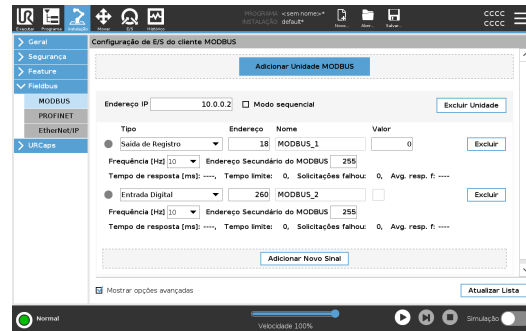 PROGRAMA <sem nome>*
INSTALAÇÃO default*
Executar Programa Instalação Mover E/S Histórico Novo... Abrir... Salvar...
CCCC
CCCC
Geral
Segurança
Feature
Fieldbus
MODBUS
PROFINET
EtherNet/IP
URCaps
Configuração de E/S do cliente MODBUS
Adicionar Unidade MODBUS
Endereço IP 10.0.0.2 Modo sequencial Excluir Unidade
Tipo Endereço Nome Valor
Saída de Registro 18 MODBUS_1 0 Excluir
Frequência [Hz] 10 Endereço Secundário do MODBUS 255
Tempo de resposta [ms]: ----, Tempo limite: 0, Solicitações falhou: 0, Avg. resp. f: ----
Entrada Digital 260 MODBUS_2 Excluir
Frequência [Hz] 10 Endereço Secundário do MODBUS 255
Tempo de resposta [ms]: ----, Tempo limite: 0, Solicitações falhou: 0, Avg. resp. f: ----
Adicionar Novo Sinal
Mostrar opções avançadas Atualizar Lista
Normal
Velocidade 100%
Simulação